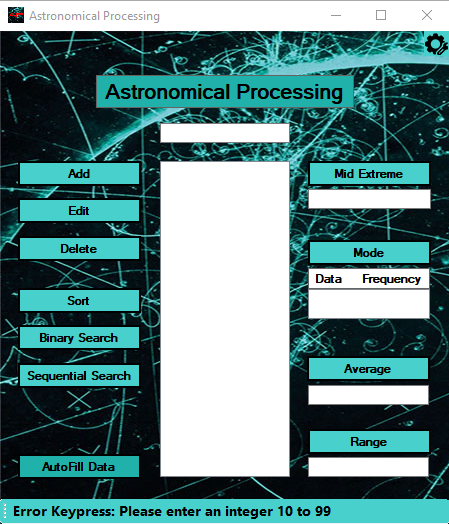 Astronomical Processing
Astronomical Processing
Add
Edit
Delete
Sort
Binary Search
Sequential Search
AutoFill Data
Mid Extreme
Mode
Data Frequency
Average
Range
Error Keypress: Please enter an integer 10 to 99